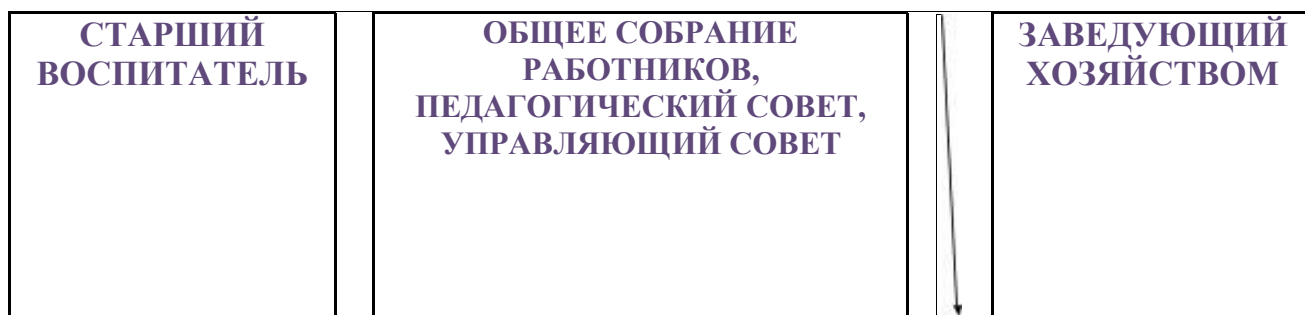 СТАРШИЙ
ВОСПИТАТЕЛЬ
ОБЩЕЕ СОБРАНИЕ
РАБОТНИКОВ,
ПЕДАГОГИЧЕСКИЙ СОВЕТ,
УПРАВЛЯЮЩИЙ СОВЕТ
ЗАВЕДУЮЩИЙ
ХОЗЯЙСТВОМ